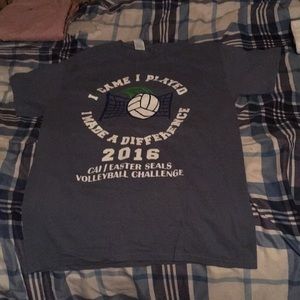 I CAME I PLAYED
I MADE A DIFFERENCE
2016
CAI/EASTER SEALS
VOLLEYBALL CHALLENGE